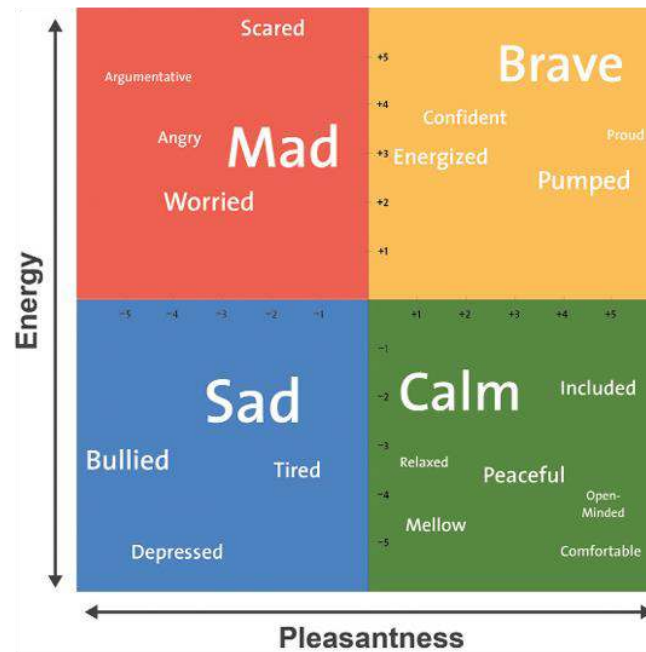 Scared
Argumentative
Angry
Mad
Worried
+5
Brave
+4
Confident
Proud
+3
Energized
Pumped
+2
+1
Energy
−5 −4 −3 −2 −1
+1 +2 +3 +4 +5
Sad
Bullied
Tired
Depressed
−1
Calm
Included
−2
−3
Relaxed
Peaceful
−4
Open-
Minded
Mellow
−5
Comfortable
Pleasantness